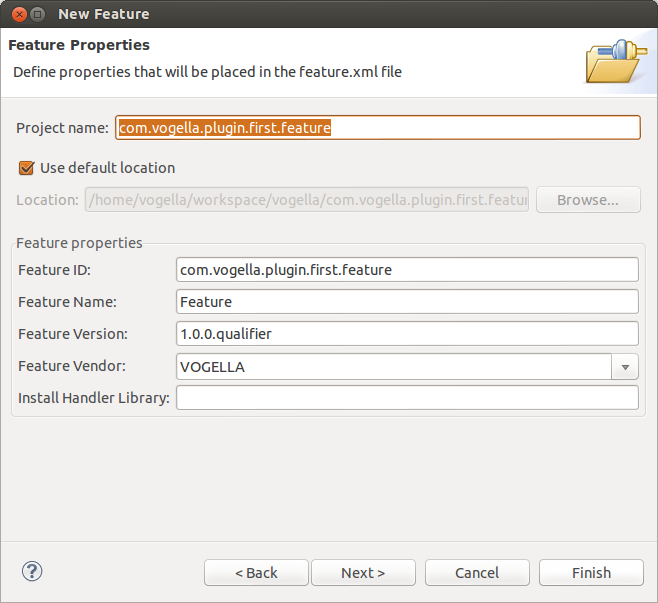 New Feature
Feature Properties
Define properties that will be placed in the feature.xml file
Project name: com.vogella.plugin.first.feature
Use default location
Location: /home/vogella/workspace/vogella/com.vogella.plugin.first.featur Browse...
Feature properties
Feature ID: com.vogella.plugin.first.feature
Feature Name: Feature
Feature Version: 1.0.0.qualifier
Feature Vendor: VOGELLA
Install Handler Library:
? < Back Next > Cancel Finish